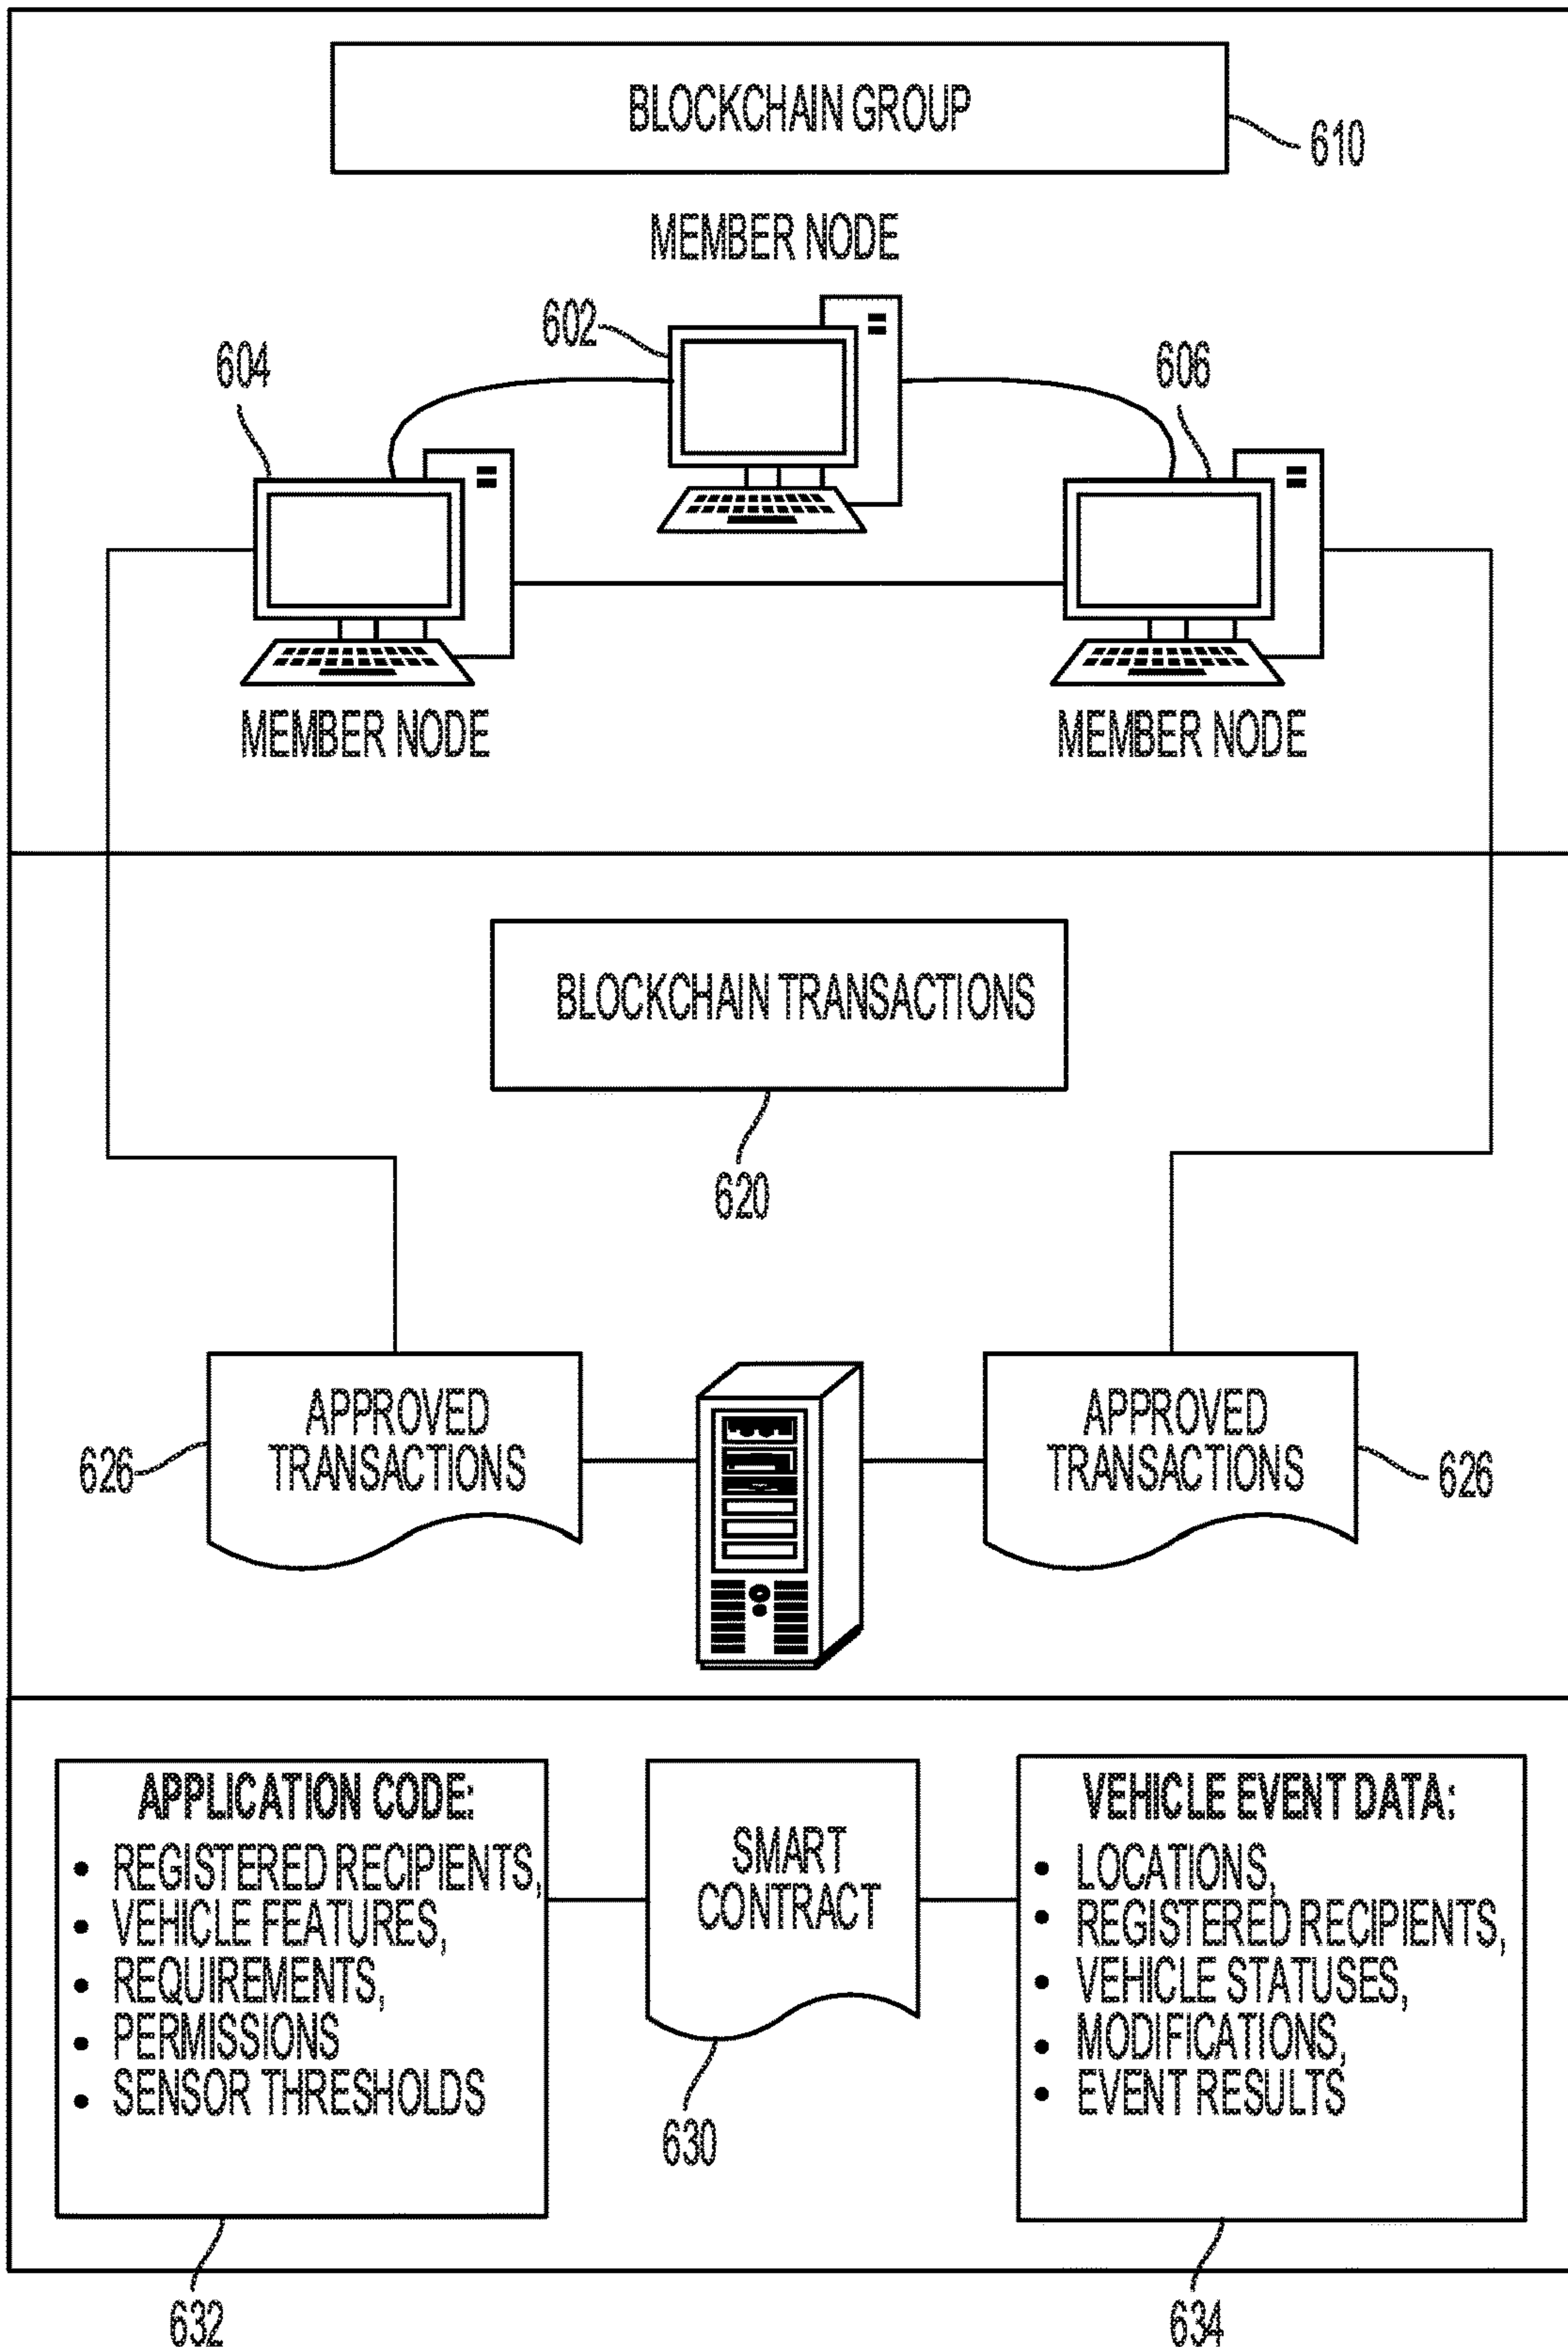 BLOCKCHAIN GROUP
610
MEMBER NODE
602
604
606
MEMBER NODE
MEMBER NODE
BLOCKCHAIN TRANSACTIONS
620
APPROVED
TRANSACTIONS
626
APPROVED
TRANSACTIONS
626
APPLICATION CODE:
• REGISTERED RECIPIENTS,
• VEHICLE FEATURES,
• REQUIREMENTS,
• PERMISSIONS
• SENSOR THRESHOLDS
632
SMART
CONTRACT
630
VEHICLE EVENT DATA:
• LOCATIONS,
• REGISTERED RECIPIENTS,
• VEHICLE STATUSES,
• MODIFICATIONS,
• EVENT RESULTS
634